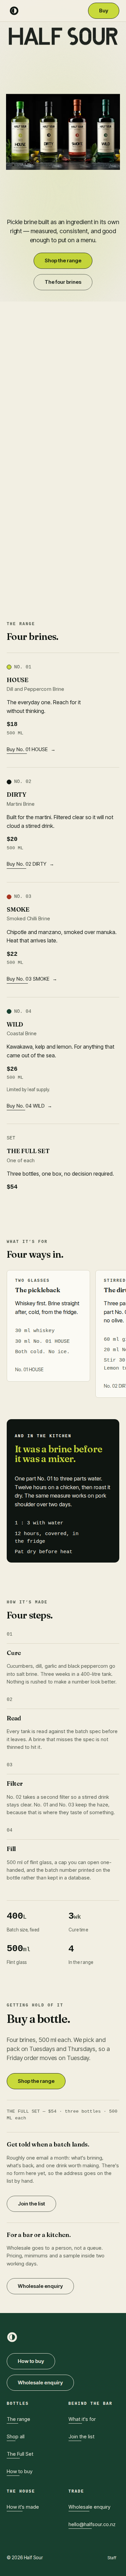 Buy
HALF SOUR
Pickle brine built as an ingredient in its own
right — measured, consistent, and good
enough to put on a menu.
Shop the range
The four brines
THE RANGE
Four brines.
NO. 01
HOUSE
Dill and Peppercorn Brine
The everyday one. Reach for it
without thinking.
$18
500 ML
Buy No. 01 HOUSE →
NO. 02
DIRTY
Martini Brine
Built for the martini. Filtered clear so it will not
cloud a stirred drink.
$20
500 ML
Buy No. 02 DIRTY →
NO. 03
SMOKE
Smoked Chilli Brine
Chipotle and manzano, smoked over manuka.
Heat that arrives late.
$22
500 ML
Buy No. 03 SMOKE →
NO. 04
WILD
Coastal Brine
Kawakawa, kelp and lemon. For anything that
came out of the sea.
$26
500 ML
Limited by leaf supply.
Buy No. 04 WILD →
SET
THE FULL SET
One of each
Three bottles, one box, no decision required.
$54
WHAT IT'S FOR
Four ways in.
TWO GLASSES
The pickleback
Whiskey first. Brine straight
after, cold, from the fridge.
30 ml whiskey
30 ml No. 01 HOUSE
Both cold. No ice.
No. 01 HOUSE
STIRRED
The dir
Three pa
part No. 0
no olive.
60 ml g
20 ml N
Stir 30
Lemon t
No. 02 DIR
AND IN THE KITCHEN
It was a brine before
it was a mixer.
One part No. 01 to three parts water.
Twelve hours on a chicken, then roast it
dry. The same measure works on pork
shoulder over two days.
1 : 3 with water
12 hours, covered, in
the fridge
Pat dry before heat
HOW IT'S MADE
Four steps.
01
Cure
Cucumbers, dill, garlic and black peppercorn go
into salt brine. Three weeks in a 400-litre tank.
Nothing is rushed to make a number look better.
02
Read
Every tank is read against the batch spec before
it leaves. A brine that misses the spec is not
thinned to hit it.
03
Filter
No. 02 takes a second filter so a stirred drink
stays clear. No. 01 and No. 03 keep the haze,
because that is where they taste of something.
04
Fill
500 ml of flint glass, a cap you can open one-
handed, and the batch number printed on the
bottle rather than kept in a database.
400L
Batch size, fixed
3wk
Cure time
500ml
Flint glass
4
In the range
GETTING HOLD OF IT
Buy a bottle.
Four brines, 500 ml each. We pick and
pack on Tuesdays and Thursdays, so a
Friday order moves on Tuesday.
Shop the range
THE FULL SET — $54 · three bottles · 500
ML each
Get told when a batch lands.
Roughly one email a month: what's brining,
what's back, and one drink worth making. There's
no form here yet, so the address goes on the
list by hand.
Join the list
For a bar or a kitchen.
Wholesale goes to a person, not a queue.
Pricing, minimums and a sample inside two
working days.
Wholesale enquiry
How to buy
Wholesale enquiry
BOTTLES
The range
Shop all
The Full Set
How to buy
BEHIND THE BAR
What it's for
Join the list
THE HOUSE
How it's made
TRADE
Wholesale enquiry
hello@halfsour.co.nz
© 2026 Half Sour
Staff